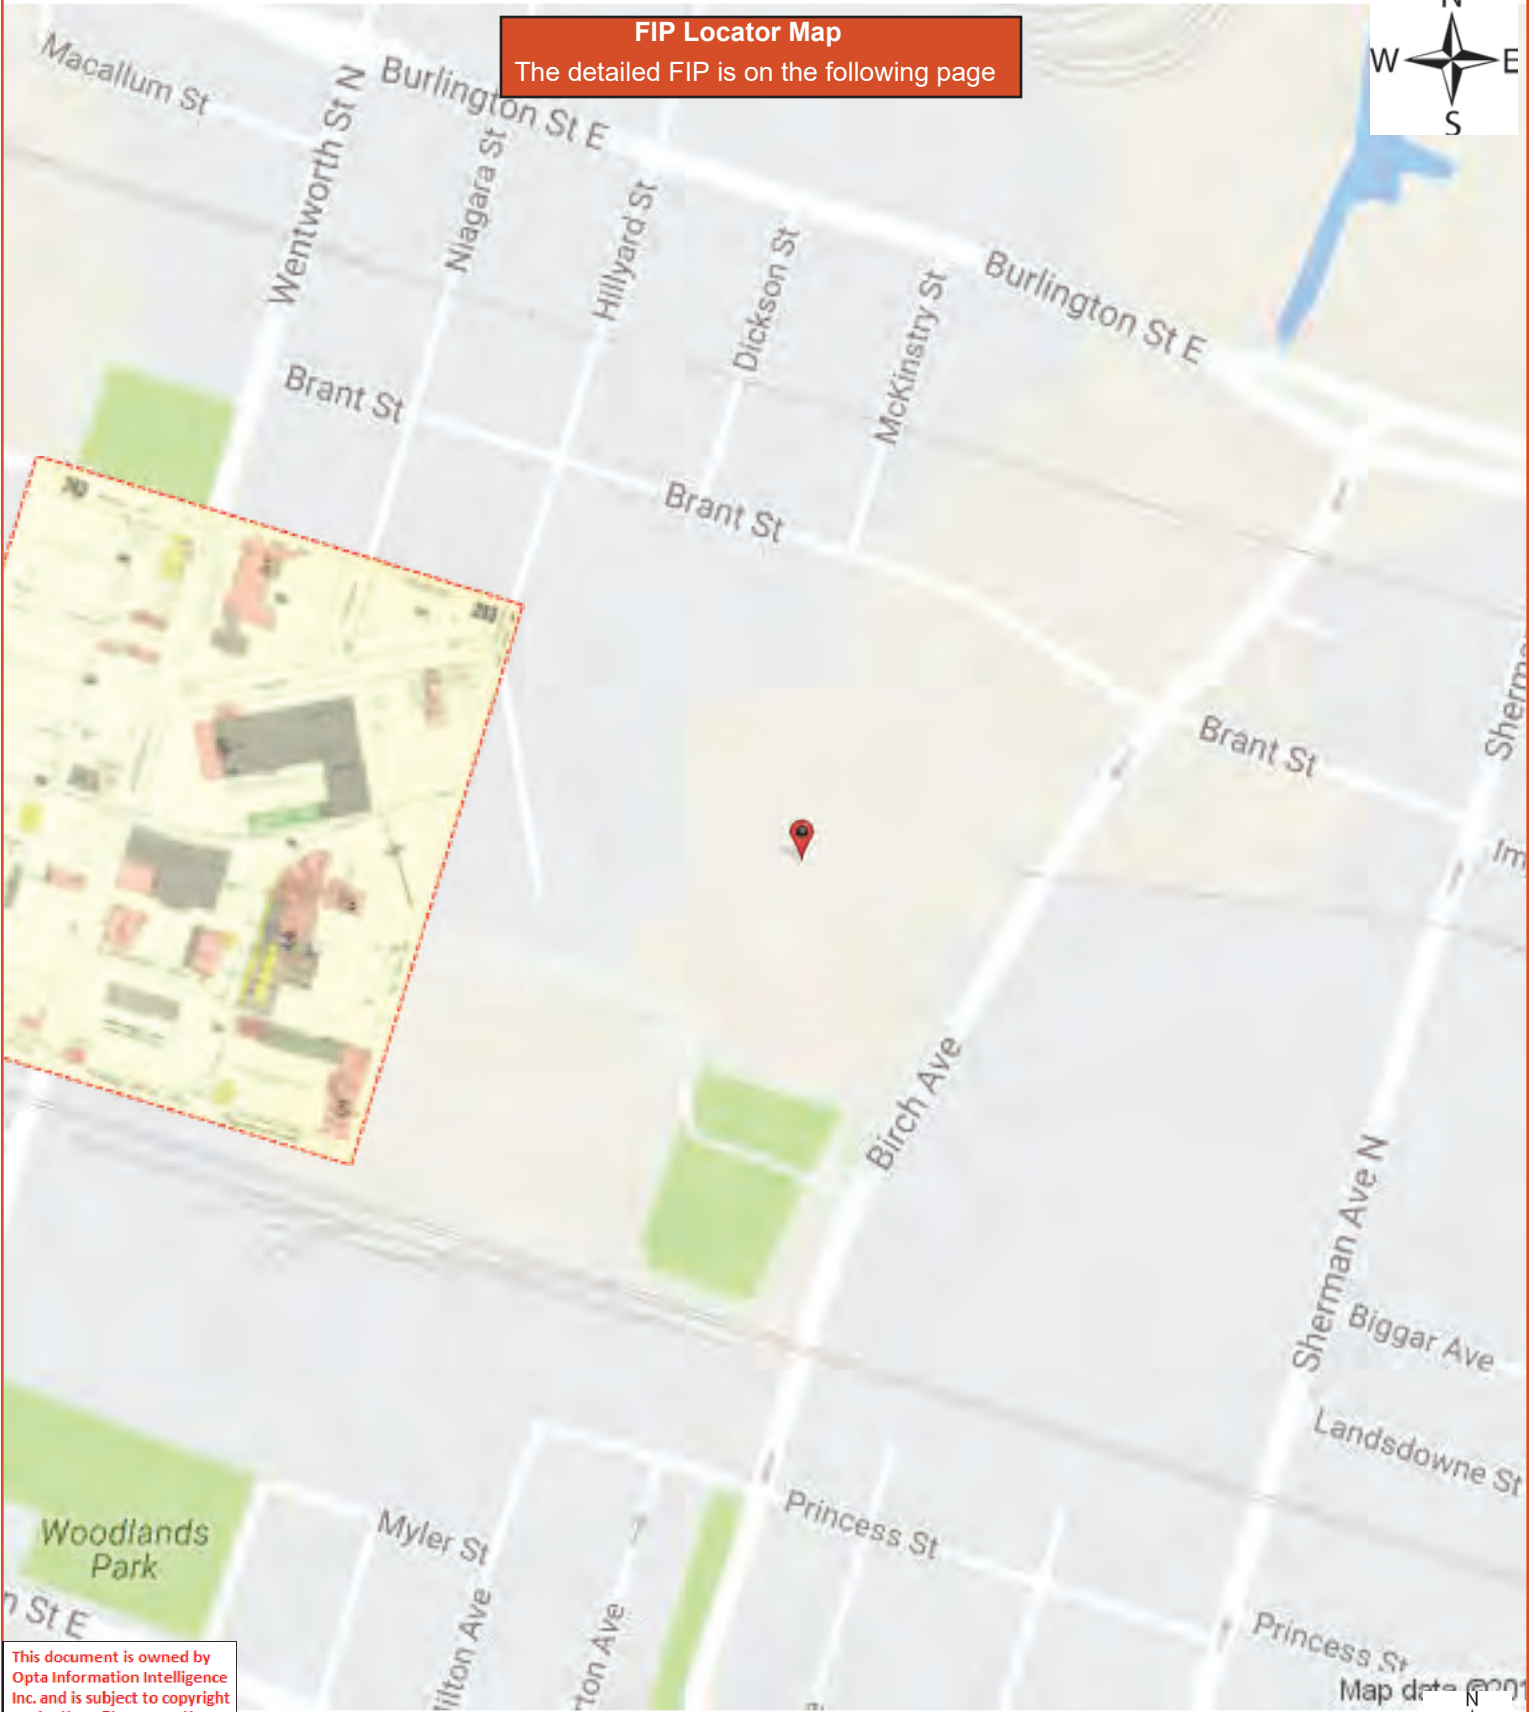 FIP Locator Map
The detailed FIP is on the following page
N
W
E
S
Macallum St
Wentworth St N
Burlington St E
Niagara St
Hillyard St
Dickson St
McKinstry St
Burlington St E
Brant St
Brant St
Brant St
Birch Ave
Sherman Ave N
Biggar Ave
Landsdowne St
Woodlands
Park
Myler St
Princess St
Princess St
St E
This document is owned by
Opta Information Intelligence
Inc. and is subject to copyright
Map data
N